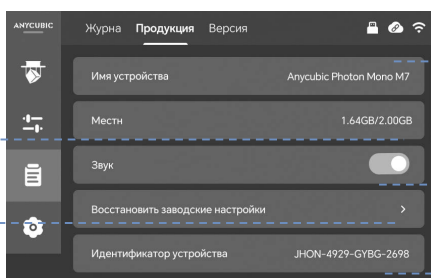 ANYCUBIC
Журна Продукция Версия
Имя устройства Anycubic Photon Mono M7
Местн 1.64GB/2.00GB
Звук
Восстановить заводские настройки
Идентификатор устройства JHON-4929-GYBG-2698